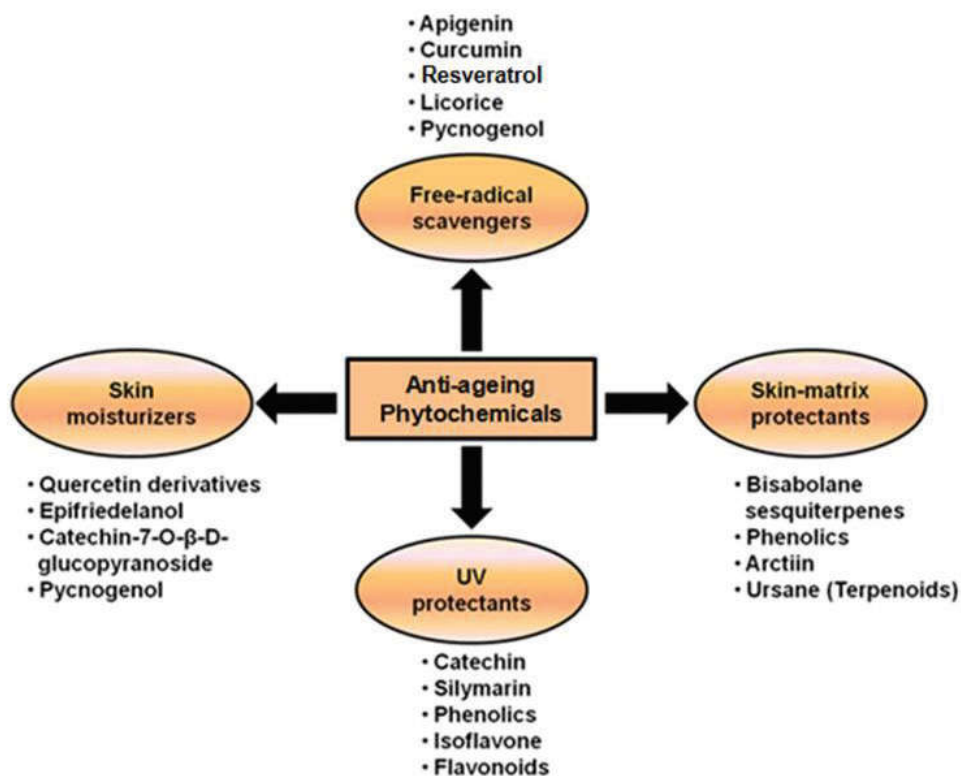 • Apigenin
• Curcumin
• Resveratrol
• Licorice
• Pycnogenol
Free-radical
scavengers
Skin
moisturizers
Anti-ageing
Phytochemicals
Skin-matrix
protectants
• Quercetin derivatives
• Epifriedelanol
• Catechin-7-O-β-D-
glucopyranoside
• Pycnogenol
• Bisabolane
sesquiterpenes
• Phenolics
• Arctiin
• Ursane (Terpenoids)
UV
protectants
• Catechin
• Silymarin
• Phenolics
• Isoflavone
• Flavonoids